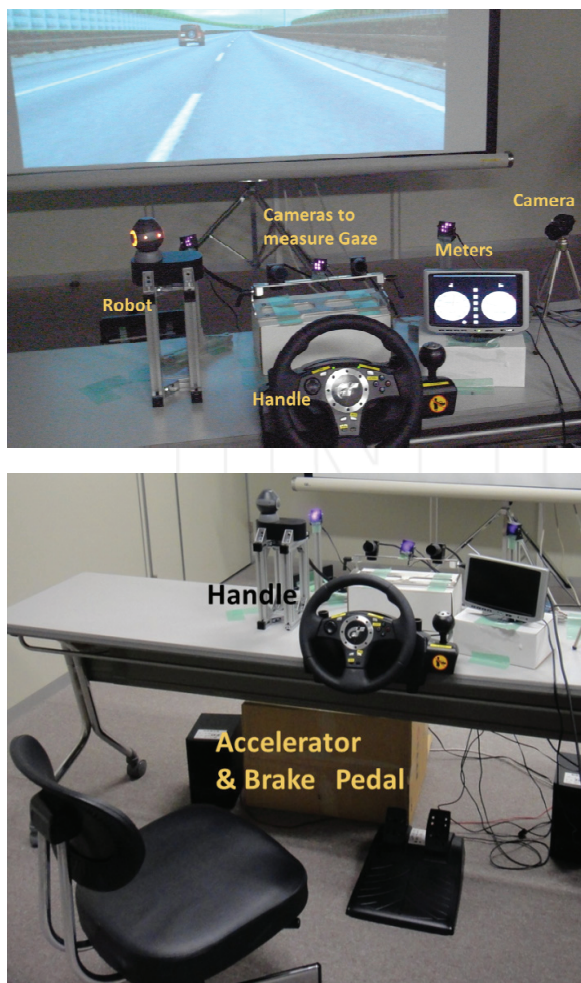 Camera
Cameras to
measure Gaze
Meters
Robot
Handle
Handle
Accelerator
& Brake Pedal